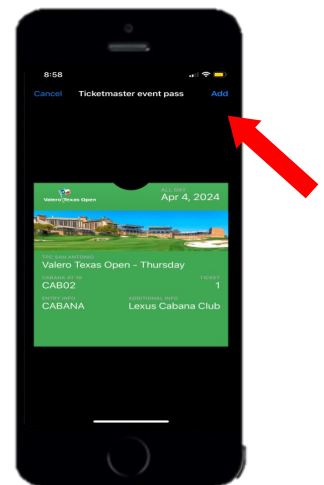 8:58
Cancel Ticketmaster event pass Add
Valero Texas Open
ALL DAY
Apr 4, 2024
TPC SAN ANTONIO
Valero Texas Open - Thursday
CABANA AT 16 TICKET
CAB02 1
ENTRY INFO ADDITIONAL INFO
CABANA Lexus Cabana Club